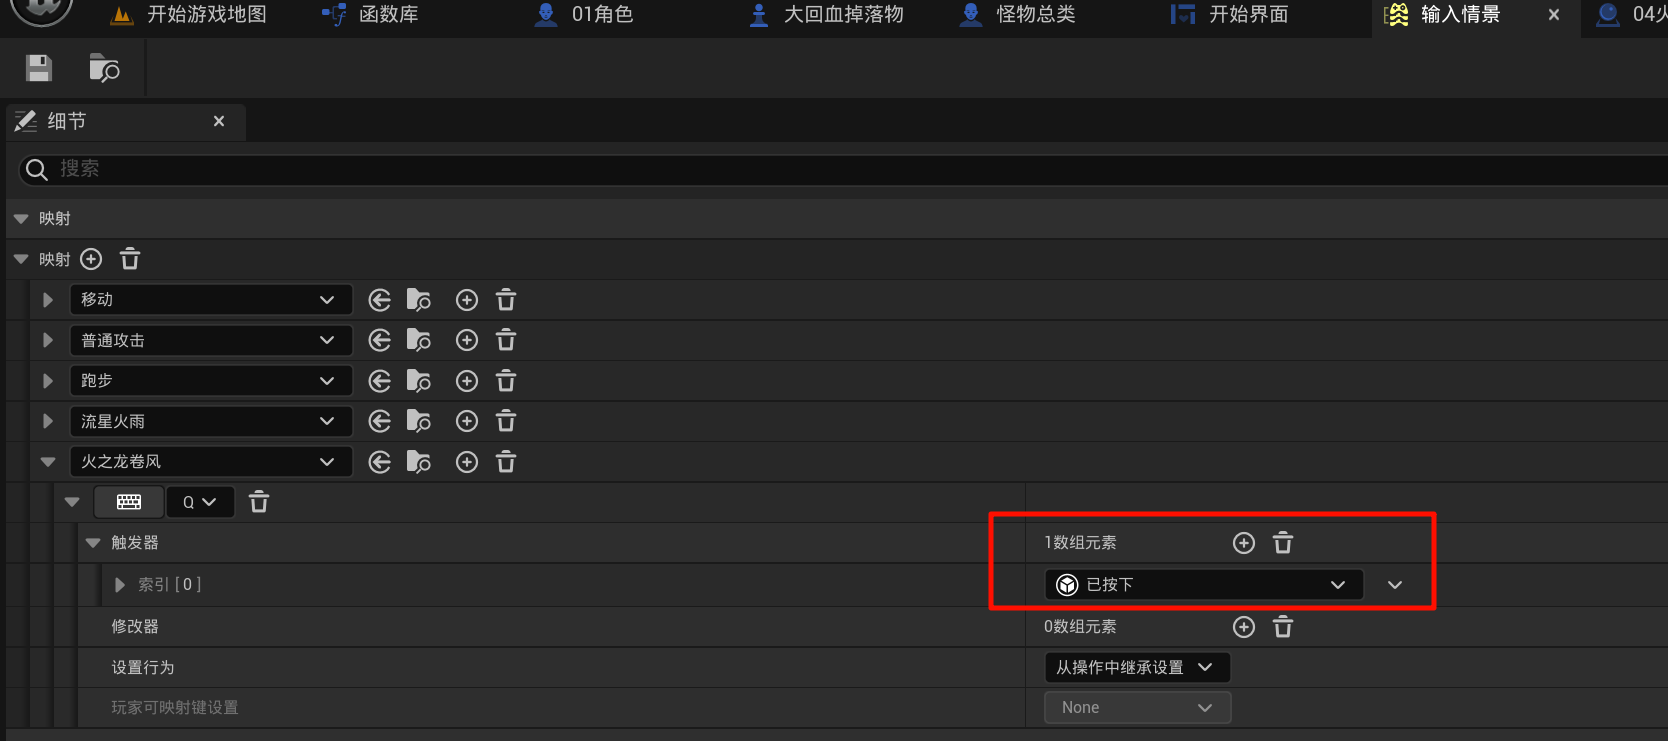 开始游戏地图 函数库 01角色 大回血掉落物 怪物总类 开始界面 输入情景 04火
细节
搜索
映射
映射
移动
普通攻击
跑步
流星火雨
火之龙卷风
Q
触发器 1数组元素
索引 [ 0 ] 已按下
修改器 0数组元素
设置行为 从操作中继承设置
玩家可映射键设置 None